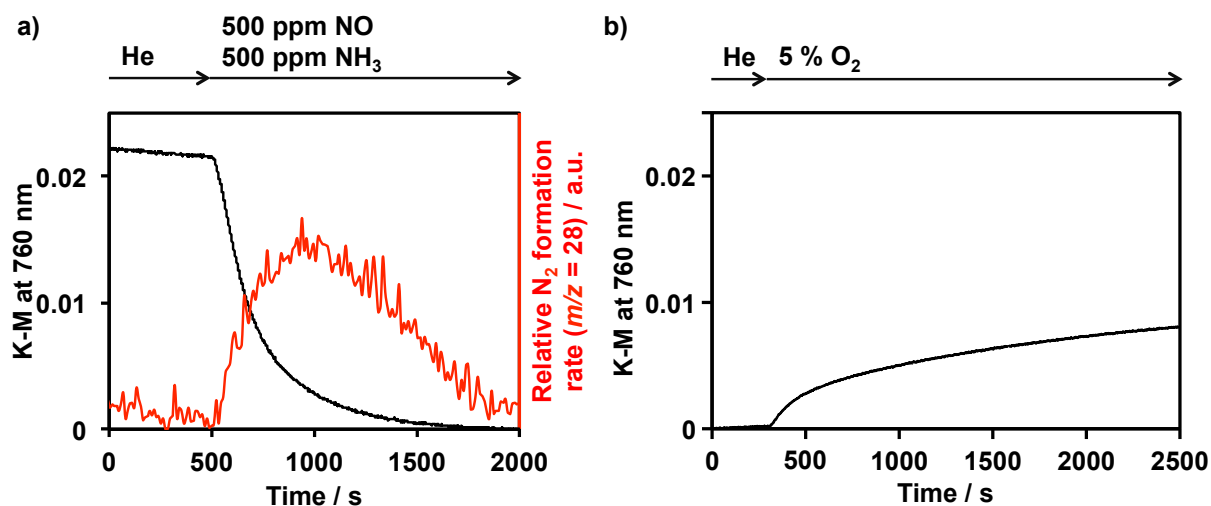 a)
500 ppm NO
He
500 ppm NH₃
K-M at 760 nm
0.02
0.01
0
0
500
1000
1500
2000
Time / s
Relative N₂ formation
rate (m/z = 28) / a.u.
b)
He
5 % O₂
K-M at 760 nm
0.02
0.01
0
0
500
1000
1500
2000
2500
Time / s